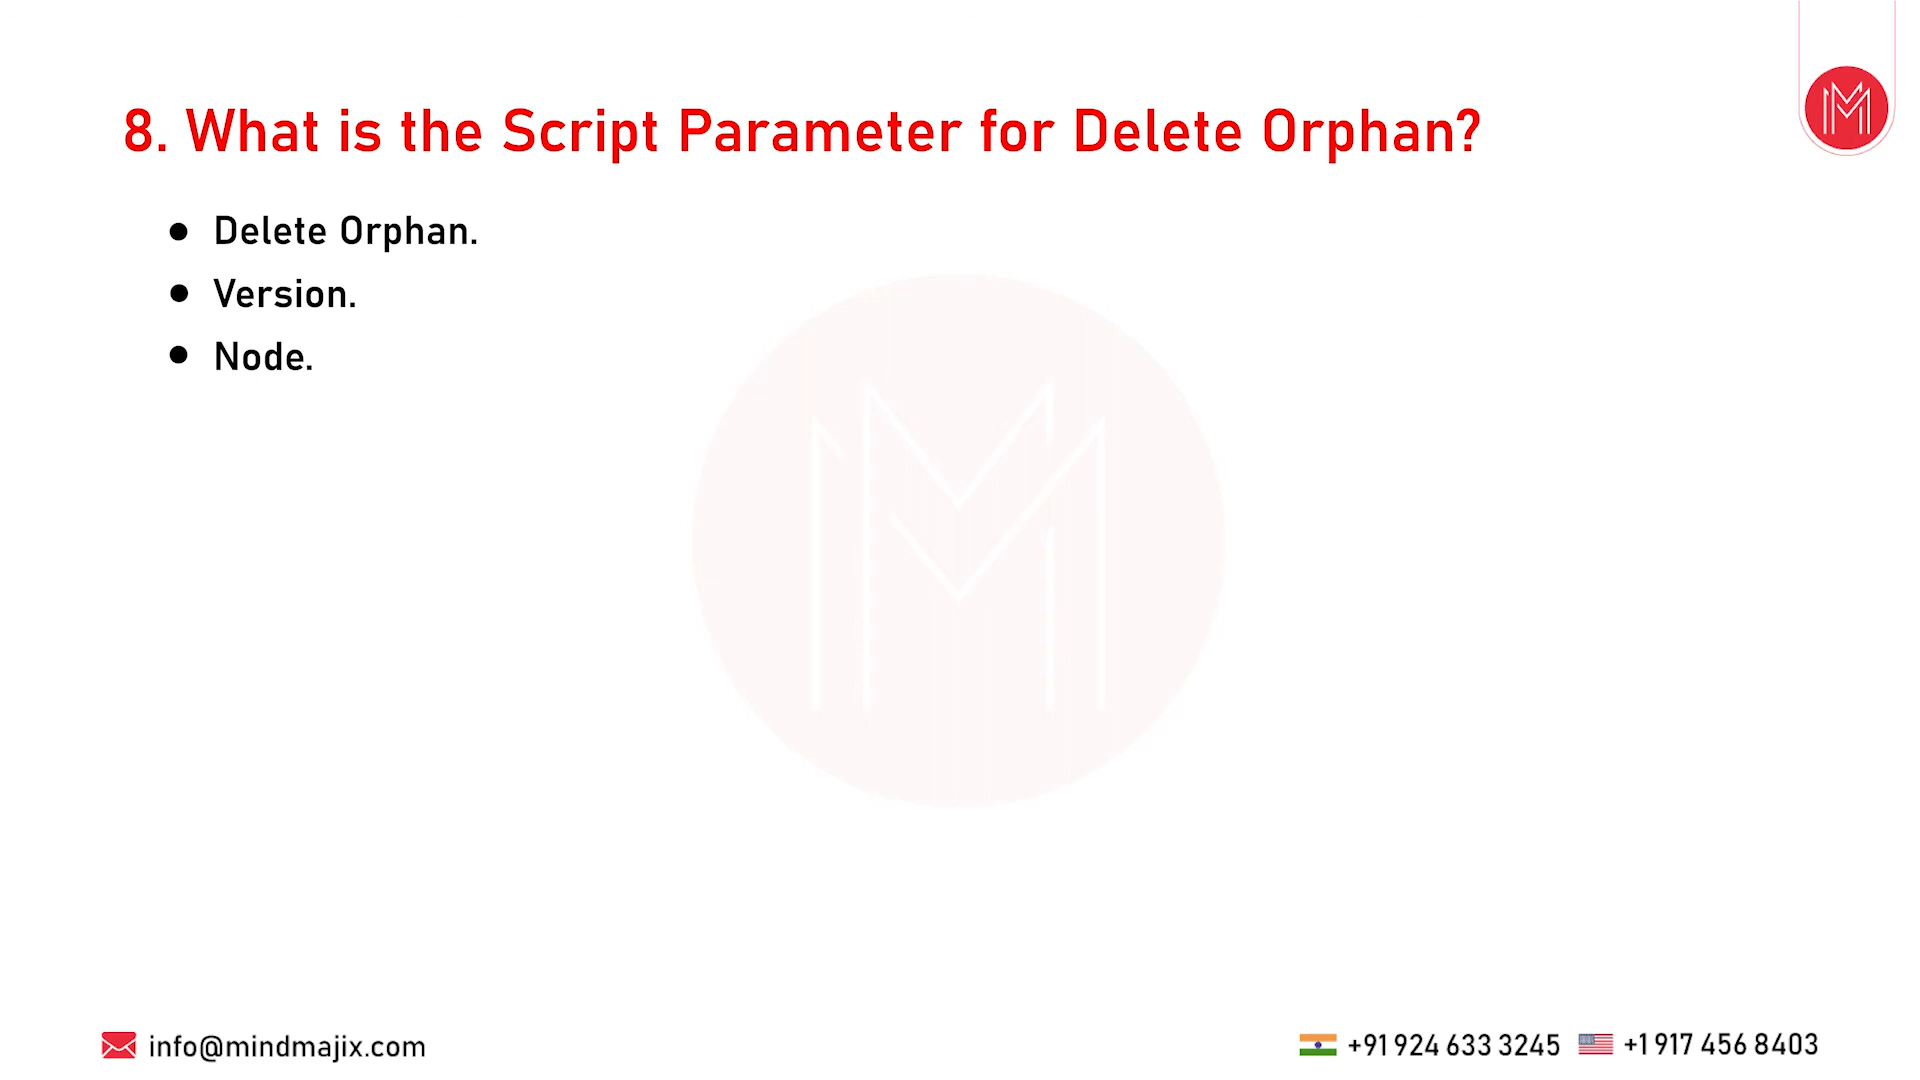 8. What is the Script Parameter for Delete Orphan?
● Delete Orphan.
● Version.
● Node.
info@mindmajix.com
+91 924 633 3245
+1 917 456 8403